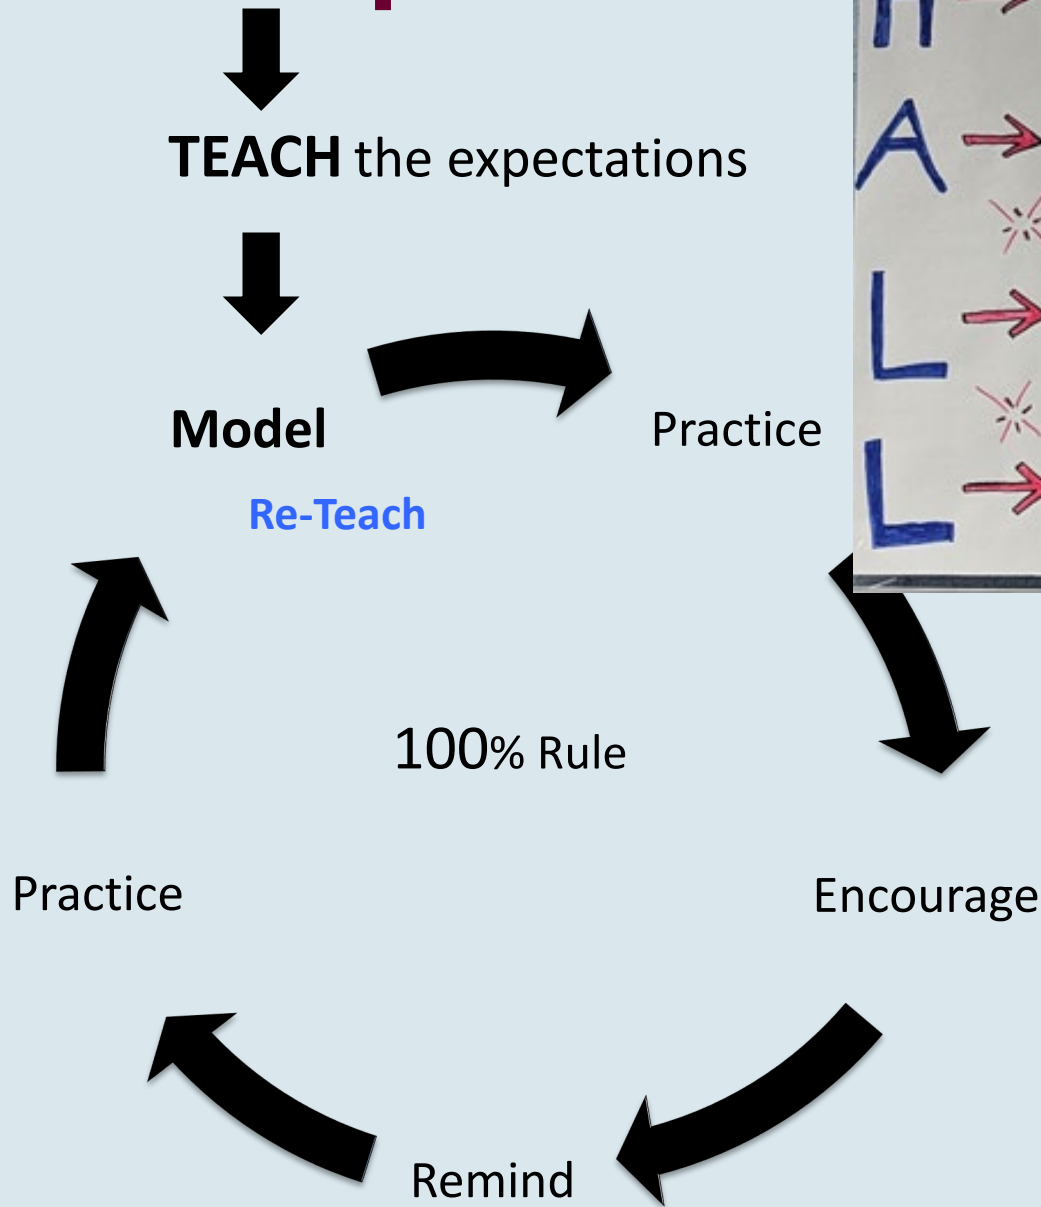 TEACH the expectations
Model
Practice
Re-Teach
100% Rule
Practice
Encourage
Remind
H
A
L
L